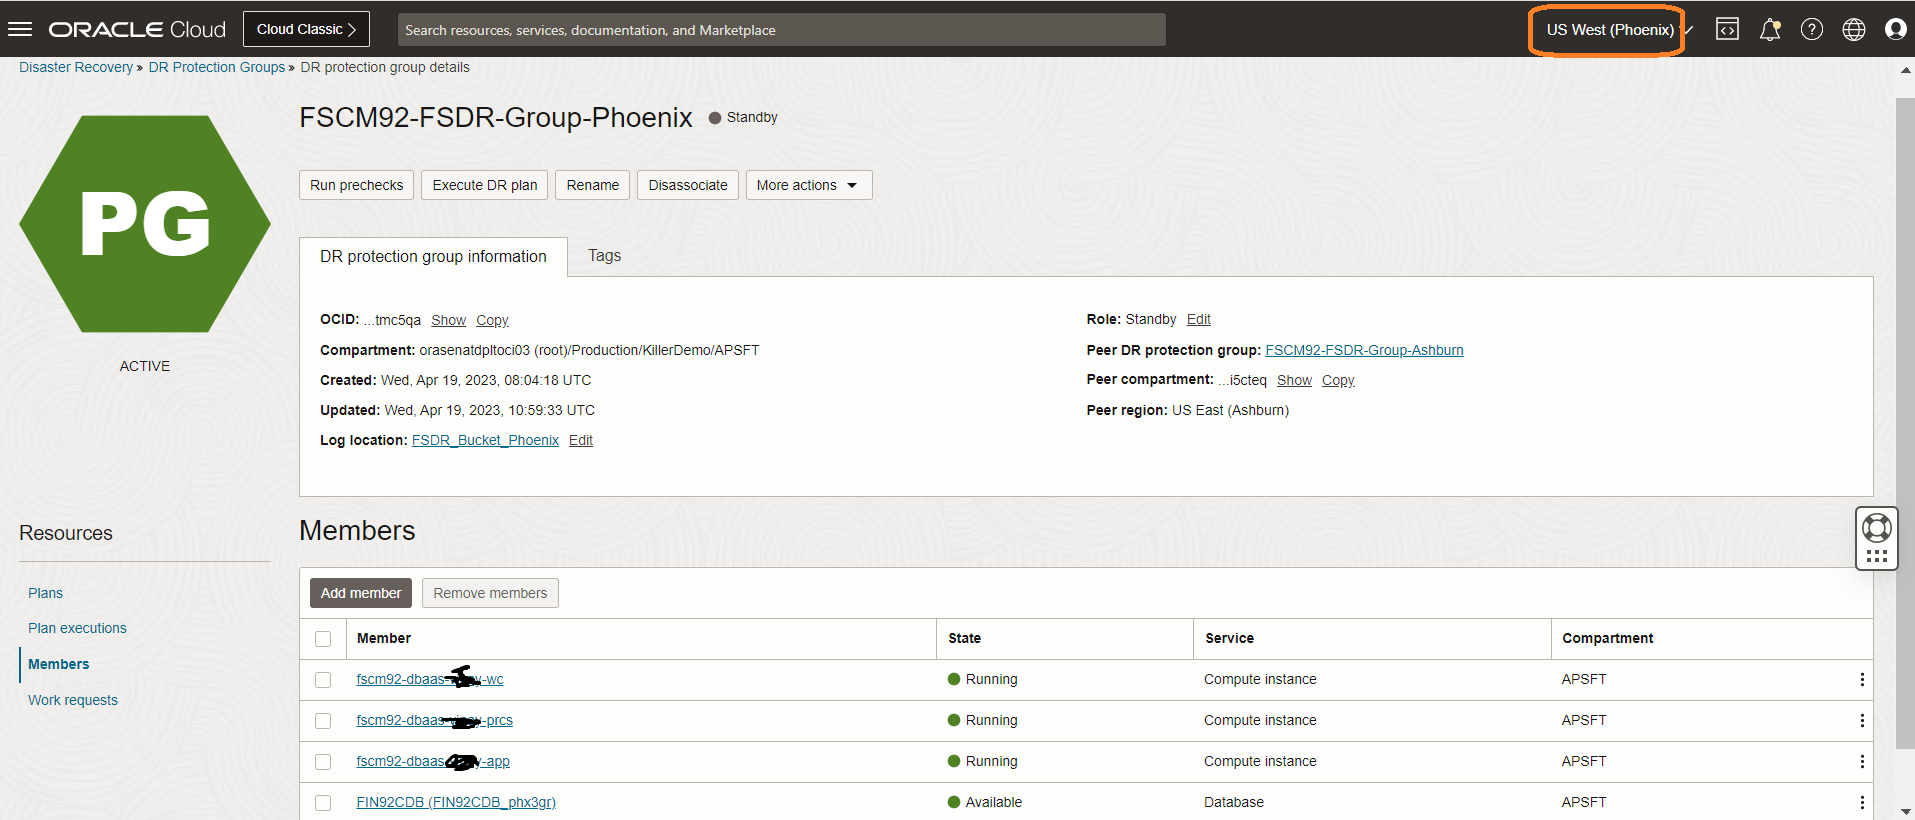 ORACLE Cloud
Cloud Classic
Search resources, services, documentation, and Marketplace
US West (Phoenix)
Disaster Recovery » DR Protection Groups » DR protection group details
PG
ACTIVE
FSCM92-FSDR-Group-Phoenix
Standby
Run prechecks
Execute DR plan
Rename
Disassociate
More actions
DR protection group information
Tags
OCID: ...tmc5qa Show Copy
Compartment: orasenatdpltoci03 (root)/Production/KillerDemo/APSFT
Created: Wed, Apr 19, 2023, 08:04:18 UTC
Updated: Wed, Apr 19, 2023, 10:59:33 UTC
Log location: FSDR_Bucket_Phoenix Edit
Role: Standby Edit
Peer DR protection group: FSCM92-FSDR-Group-Ashburn
Peer compartment: ...i5cteq Show Copy
Peer region: US East (Ashburn)
Resources
Plans
Plan executions
Members
Work requests
Members
Add member
Remove members
Member State Service Compartment
fscm92-dbaas- y-wc Running Compute instance APSFT
fscm92-dbaas- y-prcs Running Compute instance APSFT
fscm92-dbaas- y-app Running Compute instance APSFT
FIN92CDB (FIN92CDB_phx3gr) Available Database APSFT